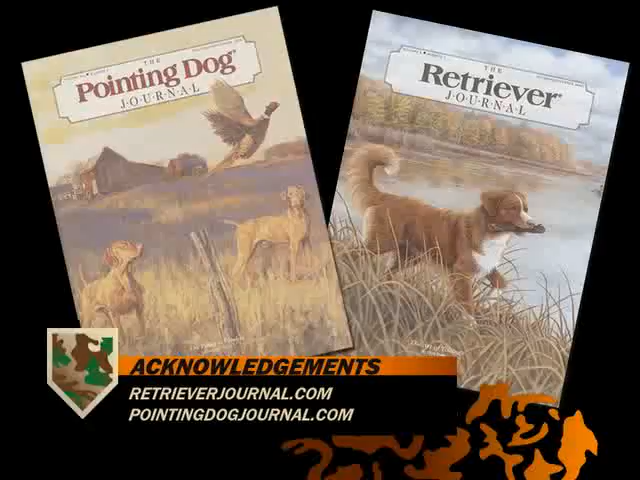 THE
Pointing Dog
JOURNAL
THE
Retriever
JOURNAL
ACKNOWLEDGEMENTS
RETRIEVERJOURNAL.COM
POINTINGDOGJOURNAL.COM